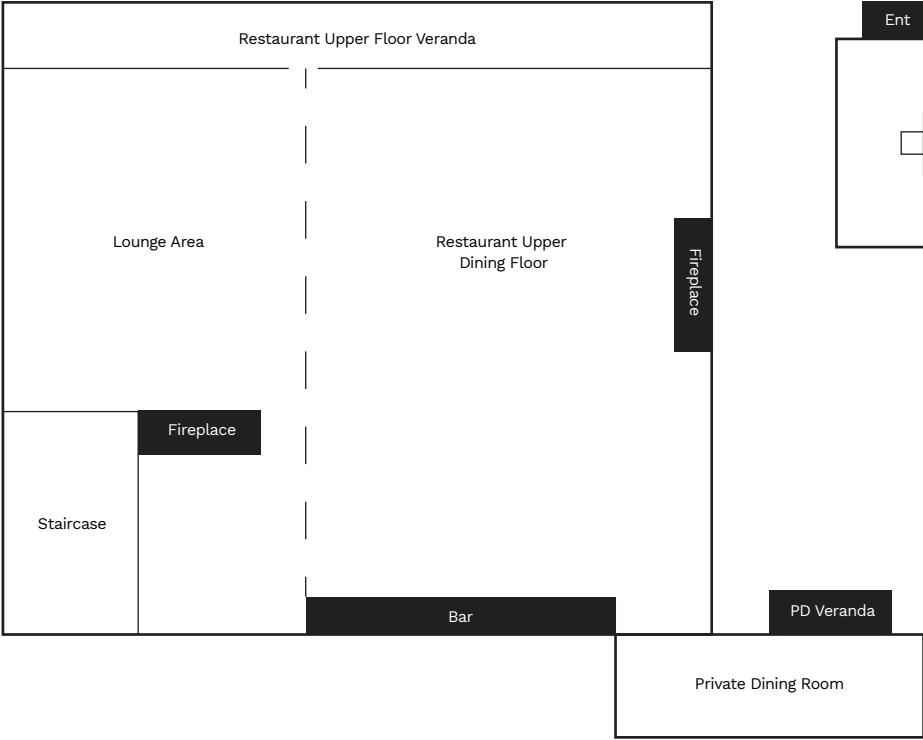 Restaurant Upper Floor Veranda
Ent
Lounge Area
Restaurant Upper
Dining Floor
Fireplace
Fireplace
Staircase
Bar
PD Veranda
Private Dining Room